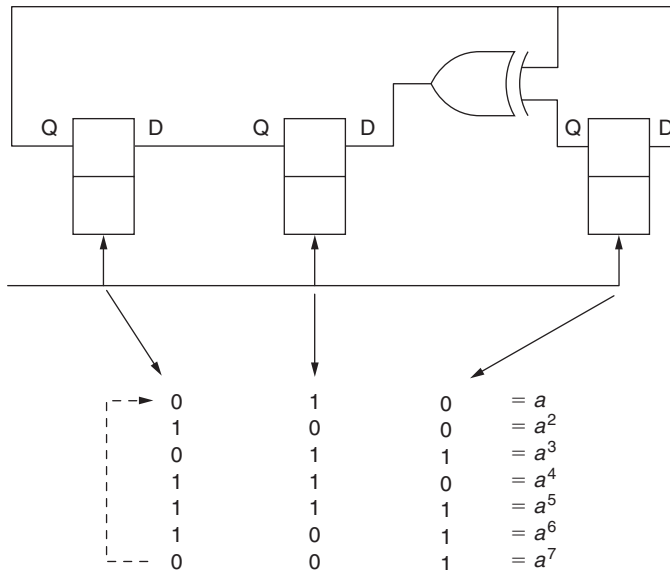 Q D Q D Q D
0 1 0 = a
1 0 0 = a²
0 1 1 = a³
1 1 0 = a⁴
1 1 1 = a⁵
1 0 1 = a⁶
0 0 1 = a⁷